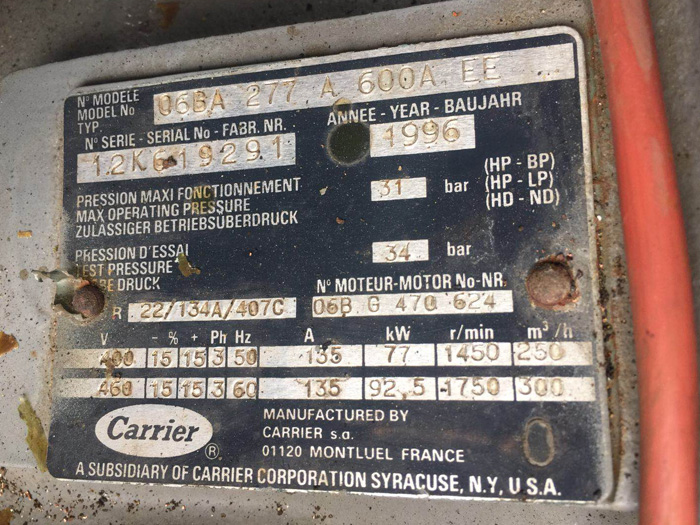 N° MODELE
MODEL No
TYP.
06BA 277 A 600A EE
N° SERIE - SERIAL No - FABR. NR.
ANNEE - YEAR - BAUJAHR
12K619291
1996
PRESSION MAXI FONCTIONNEMENT
MAX OPERATING PRESSURE
ZULASSIGER BETRIEBSÜBERDRUCK
31 bar
(HP - BP)
(HP - LP)
(HD - ND)
PRESSION D'ESSAI
TEST PRESSURE
DRUCK
34 bar
R 22/134A/407C
N° MOTEUR-MOTOR No-NR.
06B G 470 624
V - % + Ph Hz A kW r/min m³/h
400 15 15 3 50 135 77 1450 250
460 15 15 3 60 135 92,5 1750 300
Carrier ®
MANUFACTURED BY
CARRIER s.a.
01120 MONTLUEL FRANCE
0
A SUBSIDIARY OF CARRIER CORPORATION SYRACUSE, N.Y, U.S.A.